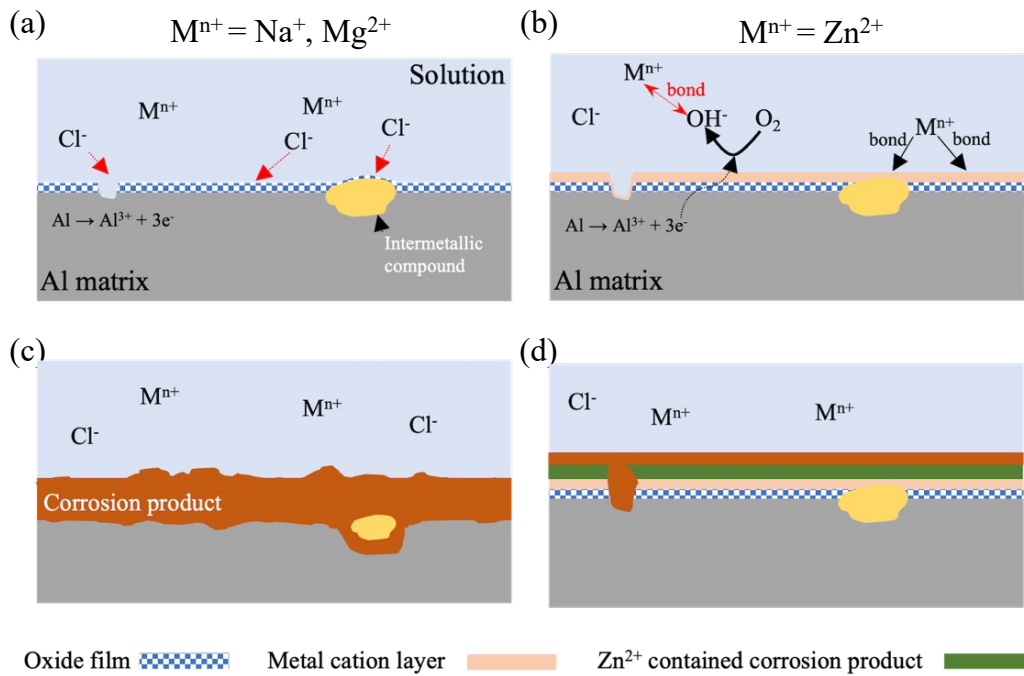 (a)
Mⁿ⁺ = Na⁺, Mg²⁺
Solution
Mⁿ⁺
Mⁿ⁺
Cl⁻
Cl⁻
Cl⁻
Al → Al³⁺ + 3e⁻
Intermetallic
compound
Al matrix
(b)
Mⁿ⁺ = Zn²⁺
Mⁿ⁺
bond
Cl⁻
OH⁻
O₂
Mⁿ⁺
bond
bond
Al → Al³⁺ + 3e⁻
Al matrix
(c)
Mⁿ⁺
Mⁿ⁺
Cl⁻
Cl⁻
Corrosion product
(d)
Cl⁻
Mⁿ⁺
Mⁿ⁺
Oxide film
Metal cation layer
Zn²⁺ contained corrosion product